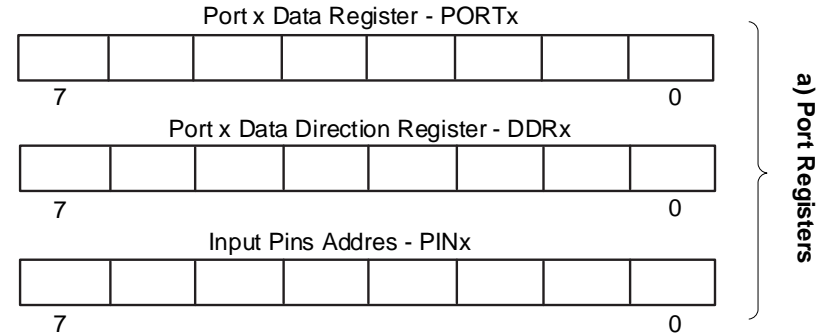 Port x Data Register - PORTx
7 0
Port x Data Direction Register - DDRx
7 0
Input Pins Addres - PINx
7 0
a) Port Registers